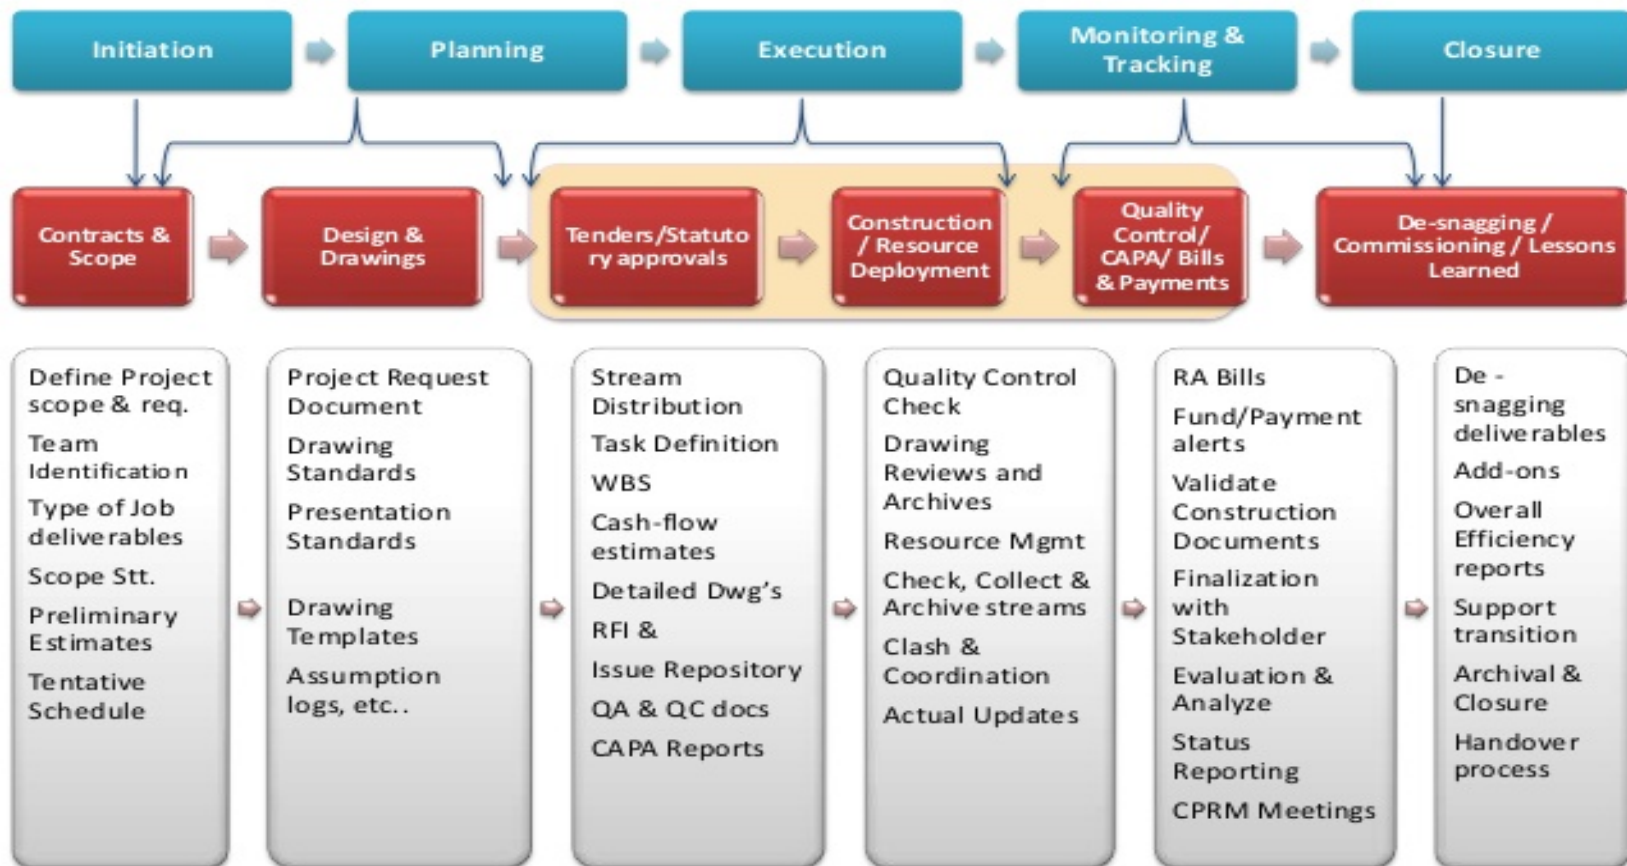 Initiation
Planning
Execution
Monitoring &
Tracking
Closure
Contracts &
Scope
Design &
Drawings
Tenders/Statuto
ry approvals
Construction
/ Resource
Deployment
Quality
Control/
CAPA/ Bills
& Payments
De-snagging /
Commissioning / Lessons
Learned
Define Project
scope & req.
Team
Identification
Type of Job
deliverables
Scope Stt.
Preliminary
Estimates
Tentative
Schedule
Project Request
Document
Drawing
Standards
Presentation
Standards
Drawing
Templates
Assumption
logs, etc..
Stream
Distribution
Task Definition
WBS
Cash-flow
estimates
Detailed Dwg's
RFI &
Issue Repository
QA & QC docs
CAPA Reports
Quality Control
Check
Drawing
Reviews and
Archives
Resource Mgmt
Check, Collect &
Archive streams
Clash &
Coordination
Actual Updates
RA Bills
Fund/Payment
alerts
Validate
Construction
Documents
Finalization
with
Stakeholder
Evaluation &
Analyze
Status
Reporting
CPRM Meetings
De -
snagging
deliverables
Add-ons
Overall
Efficiency
reports
Support
transition
Archival &
Closure
Handover
process